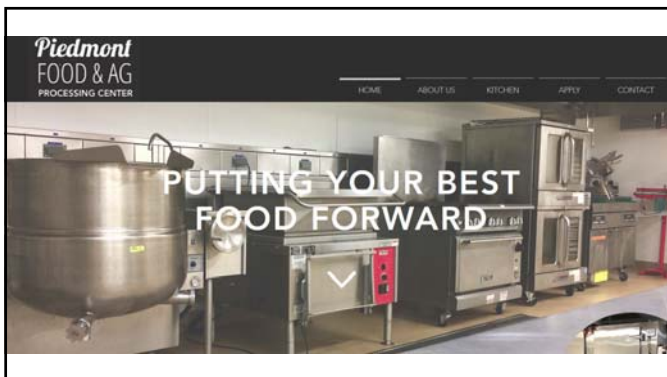 Piedmont
FOOD & AG
PROCESSING CENTER
HOME
ABOUT US
KITCHEN
APPLY
CONTACT
PUTTING YOUR BEST
FOOD FORWARD